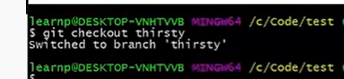 learnp@DESKTOP-VNHTVVB MINGW64 /c/Code/test
$ git checkout thirsty
Switched to branch 'thirsty'
learnp@DESKTOP-VNHTVVB MINGW64 /c/Code/test
$